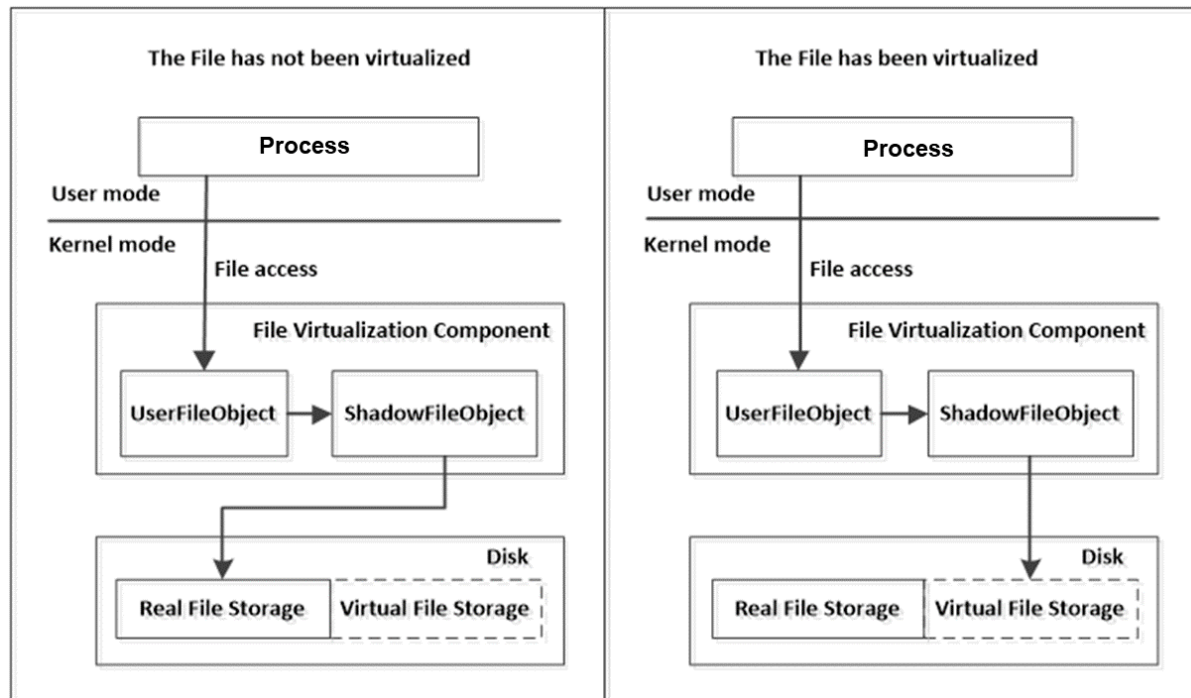 The File has not been virtualized
Process
User mode
Kernel mode
File access
File Virtualization Component
UserFileObject
ShadowFileObject
Disk
Real File Storage
Virtual File Storage
The File has been virtualized
Process
User mode
Kernel mode
File access
File Virtualization Component
UserFileObject
ShadowFileObject
Disk
Real File Storage
Virtual File Storage